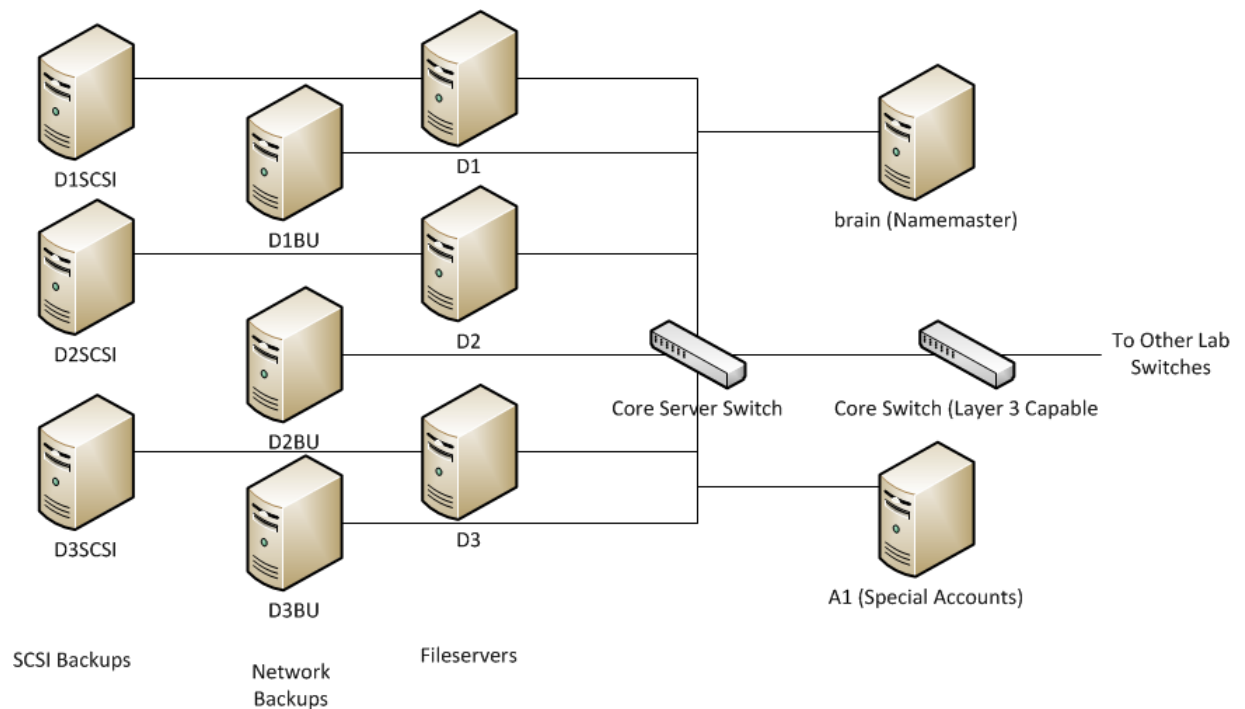 D1SCSI
D1BU
D1
brain (Namemaster)
D2SCSI
D2BU
D2
Core Server Switch
Core Switch (Layer 3 Capable
To Other Lab
Switches
D3SCSI
D3BU
D3
A1 (Special Accounts)
SCSI Backups
Network
Backups
Fileservers